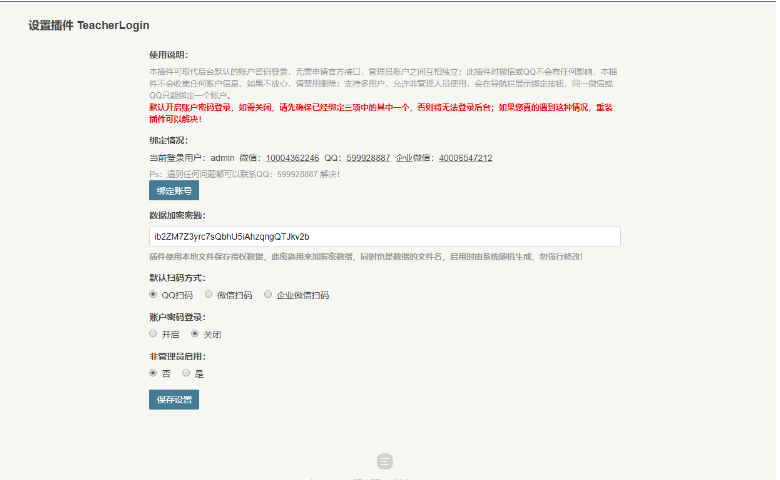 设置插件 TeacherLogin
使用说明：
本插件可取代后台默认的账户密码登录，无需申请官方接口，管理员账户之间互相独立；此插件对微信或QQ不会有任何影响，本插
件不会收集任何账户信息，如果不放心，请禁用删除；支持多用户，允许非管理人员使用，会在导航栏显示绑定按钮，同一微信或
QQ只能绑定一个账户。
默认开启账户密码登录，如需关闭，请先确保已经绑定三项中的其中一个，否则将无法登录后台；如果您真的遇到这种情况，重装
插件可以解决！
绑定情况：
当前登录用户：admin 微信：10004362246 QQ：599928887 企业微信：40006547212
Ps：遇到任何问题都可以联系QQ：599928887 解决！
绑定账号
数据加密密匙：
ib2ZM7Z3yrc7sQbhU5iAhzqngQTJkv2b
插件使用本地文件保存授权数据，此密匙用来加解密数据，同时也是数据的文件名，启用时由系统随机生成，勿强行修改！
默认扫码方式：
QQ扫码 微信扫码 企业微信扫码
账户密码登录：
开启 关闭
非管理员启用：
否 是
保存设置